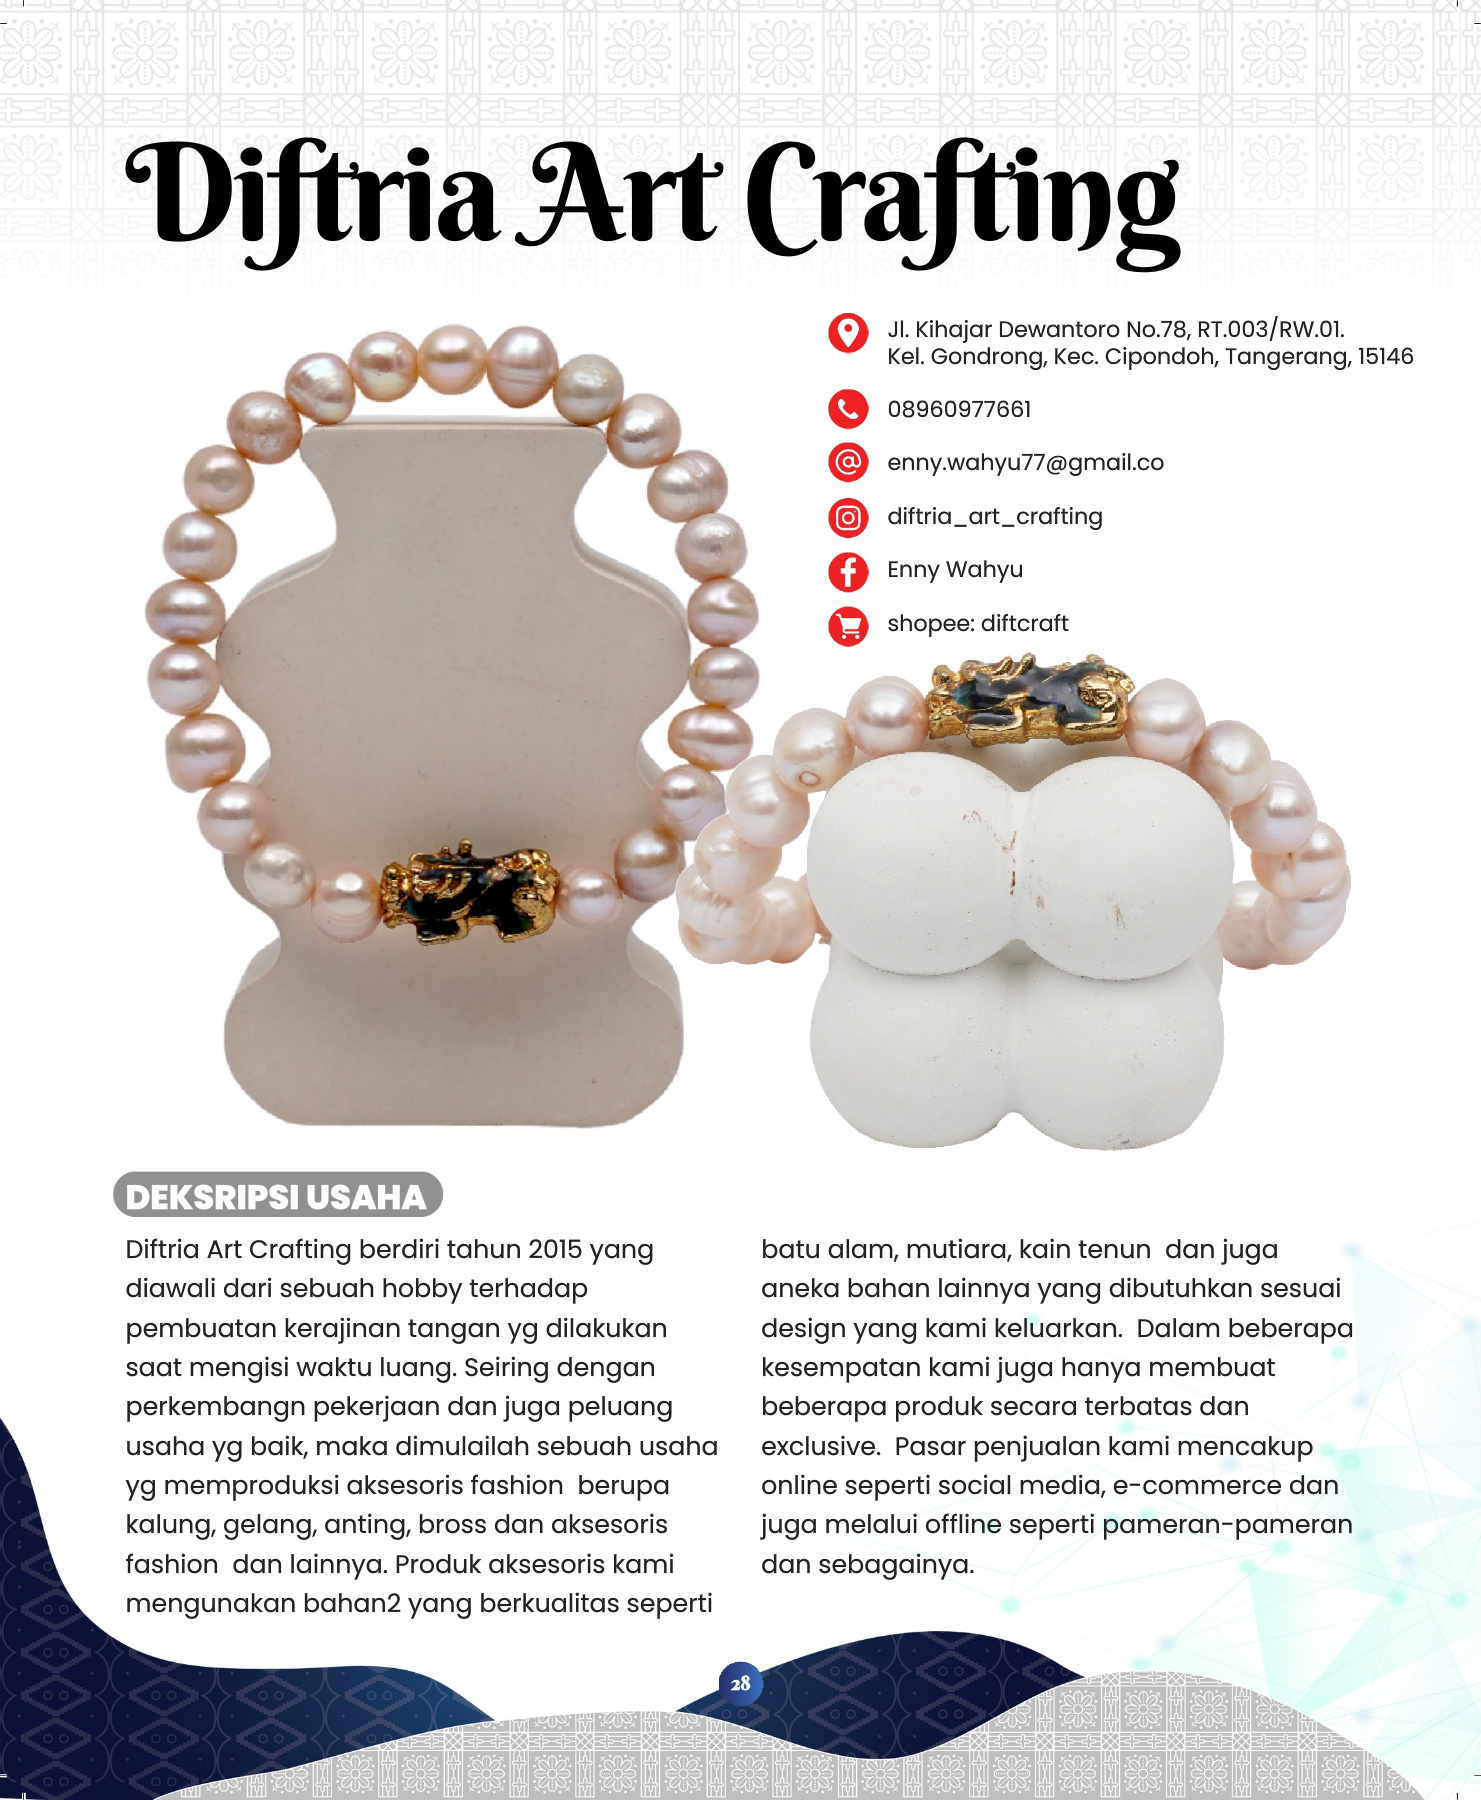 Diftria Art Crafting
Jl. Kihajar Dewantoro No.78, RT.003/RW.01.
Kel. Gondrong, Kec. Cipondoh, Tangerang, 15146
08960977661
enny.wahyu77@gmail.co
diftria_art_crafting
Enny Wahyu
shopee: diftcraft
DEKSRIPSI USAHA
Diftria Art Crafting berdiri tahun 2015 yang
diawali dari sebuah hobby terhadap
pembuatan kerajinan tangan yg dilakukan
saat mengisi waktu luang. Seiring dengan
perkembangn pekerjaan dan juga peluang
usaha yg baik, maka dimulailah sebuah usaha
yg memproduksi aksesoris fashion  berupa
kalung, gelang, anting, bross dan aksesoris
fashion  dan lainnya. Produk aksesoris kami
mengunakan bahan2 yang berkualitas seperti
batu alam, mutiara, kain tenun  dan juga
aneka bahan lainnya yang dibutuhkan sesuai
design yang kami keluarkan.  Dalam beberapa
kesempatan kami juga hanya membuat
beberapa produk secara terbatas dan
exclusive.  Pasar penjualan kami mencakup
online seperti social media, e-commerce dan
juga melalui offline seperti pameran-pameran
dan sebagainya.
28